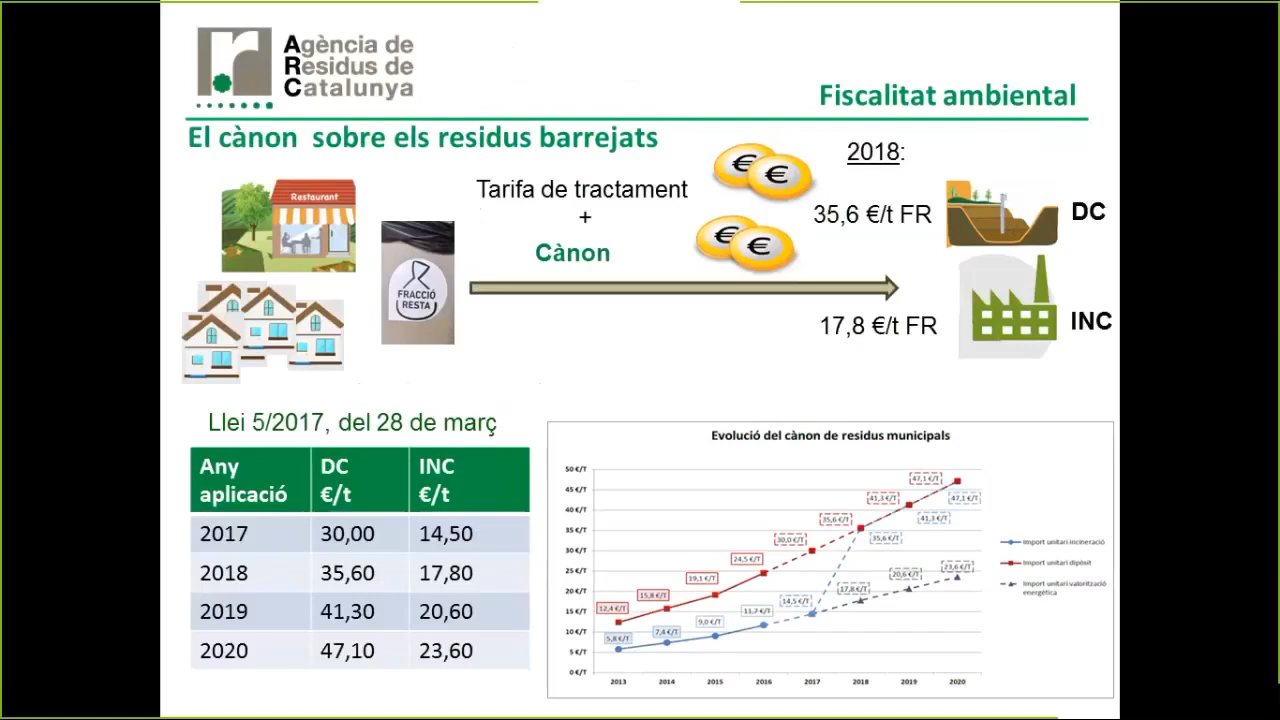 Agència de
Residus de
Catalunya
Fiscalitat ambiental
El cànon sobre els residus barrejats
2018:
Restaurant
Tarifa de tractament
+
Cànon
€
€
€
€
35,6 €/t FR
DC
FRACCIÓ
RESTA
17,8 €/t FR
INC
Llei 5/2017, del 28 de març
Any aplicació DC €/t INC €/t
2017 30,00 14,50
2018 35,60 17,80
2019 41,30 20,60
2020 47,10 23,60
Evolució del cànon de residus municipals
50 €/T
45 €/T
40 €/T
35 €/T
30 €/T
25 €/T
20 €/T
15 €/T
10 €/T
5 €/T
0 €/T
12,4 €/T
15,8 €/T
19,1 €/T
24,5 €/T
30,0 €/T
35,6 €/T
41,3 €/T
47,1 €/T
5,8 €/T
7,4 €/T
9,0 €/T
11,7 €/T
14,5 €/T
35,6 €/T
41,3 €/T
47,1 €/T
17,8 €/T
20,6 €/T
23,6 €/T
2013 2014 2015 2016 2017 2018 2019 2020
Import unitari incineració
Import unitari dipòsit
Import unitari valorització
energètica